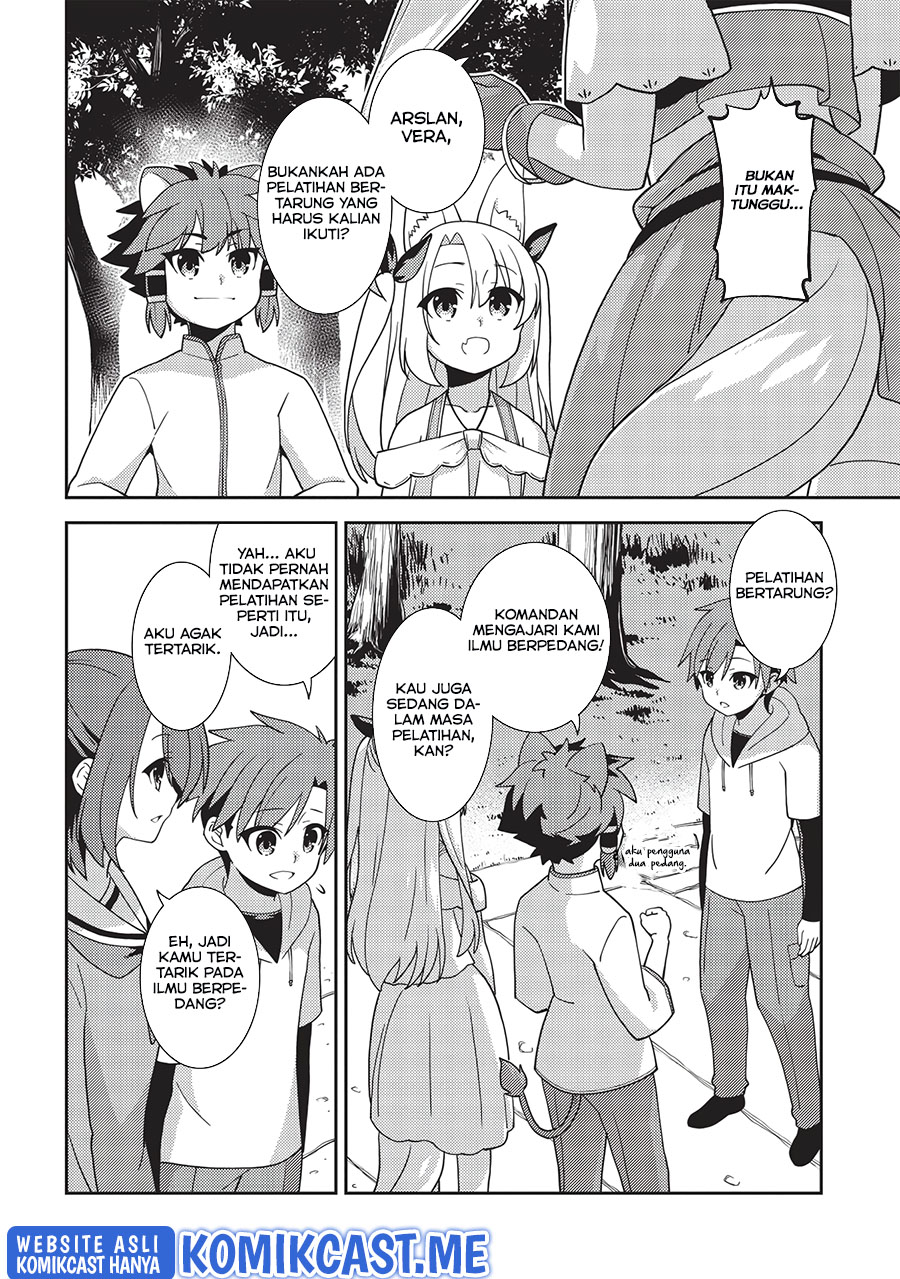 BUKAN
ITU MAK-
TUNGGU...
ARSLAN,
VERA,
BUKANKAH ADA
PELATIHAN BER-
TARUNG YANG
HARUS KALIAN
IKUTI?
PELATIHAN
BERTARUNG?
KOMANDAN
MENGAJARI KAMI
ILMU BERPEDANG!
KAU JUGA
SEDANG DA-
LAM MASA
PELATIHAN,
KAN?
aku pengguna
dua pedang.
YAH... AKU
TIDAK PERNAH
MENDAPATKAN
PELATIHAN SE-
PERTI ITU,
JADI...
AKU AGAK
TERTARIK.
EH, JADI
KAMU TER-
TARIK PADA
ILMU BERPE-
DANG?
WEBSITE ASLI
KOMIKCAST HANYA
KOMIKCAST.ME